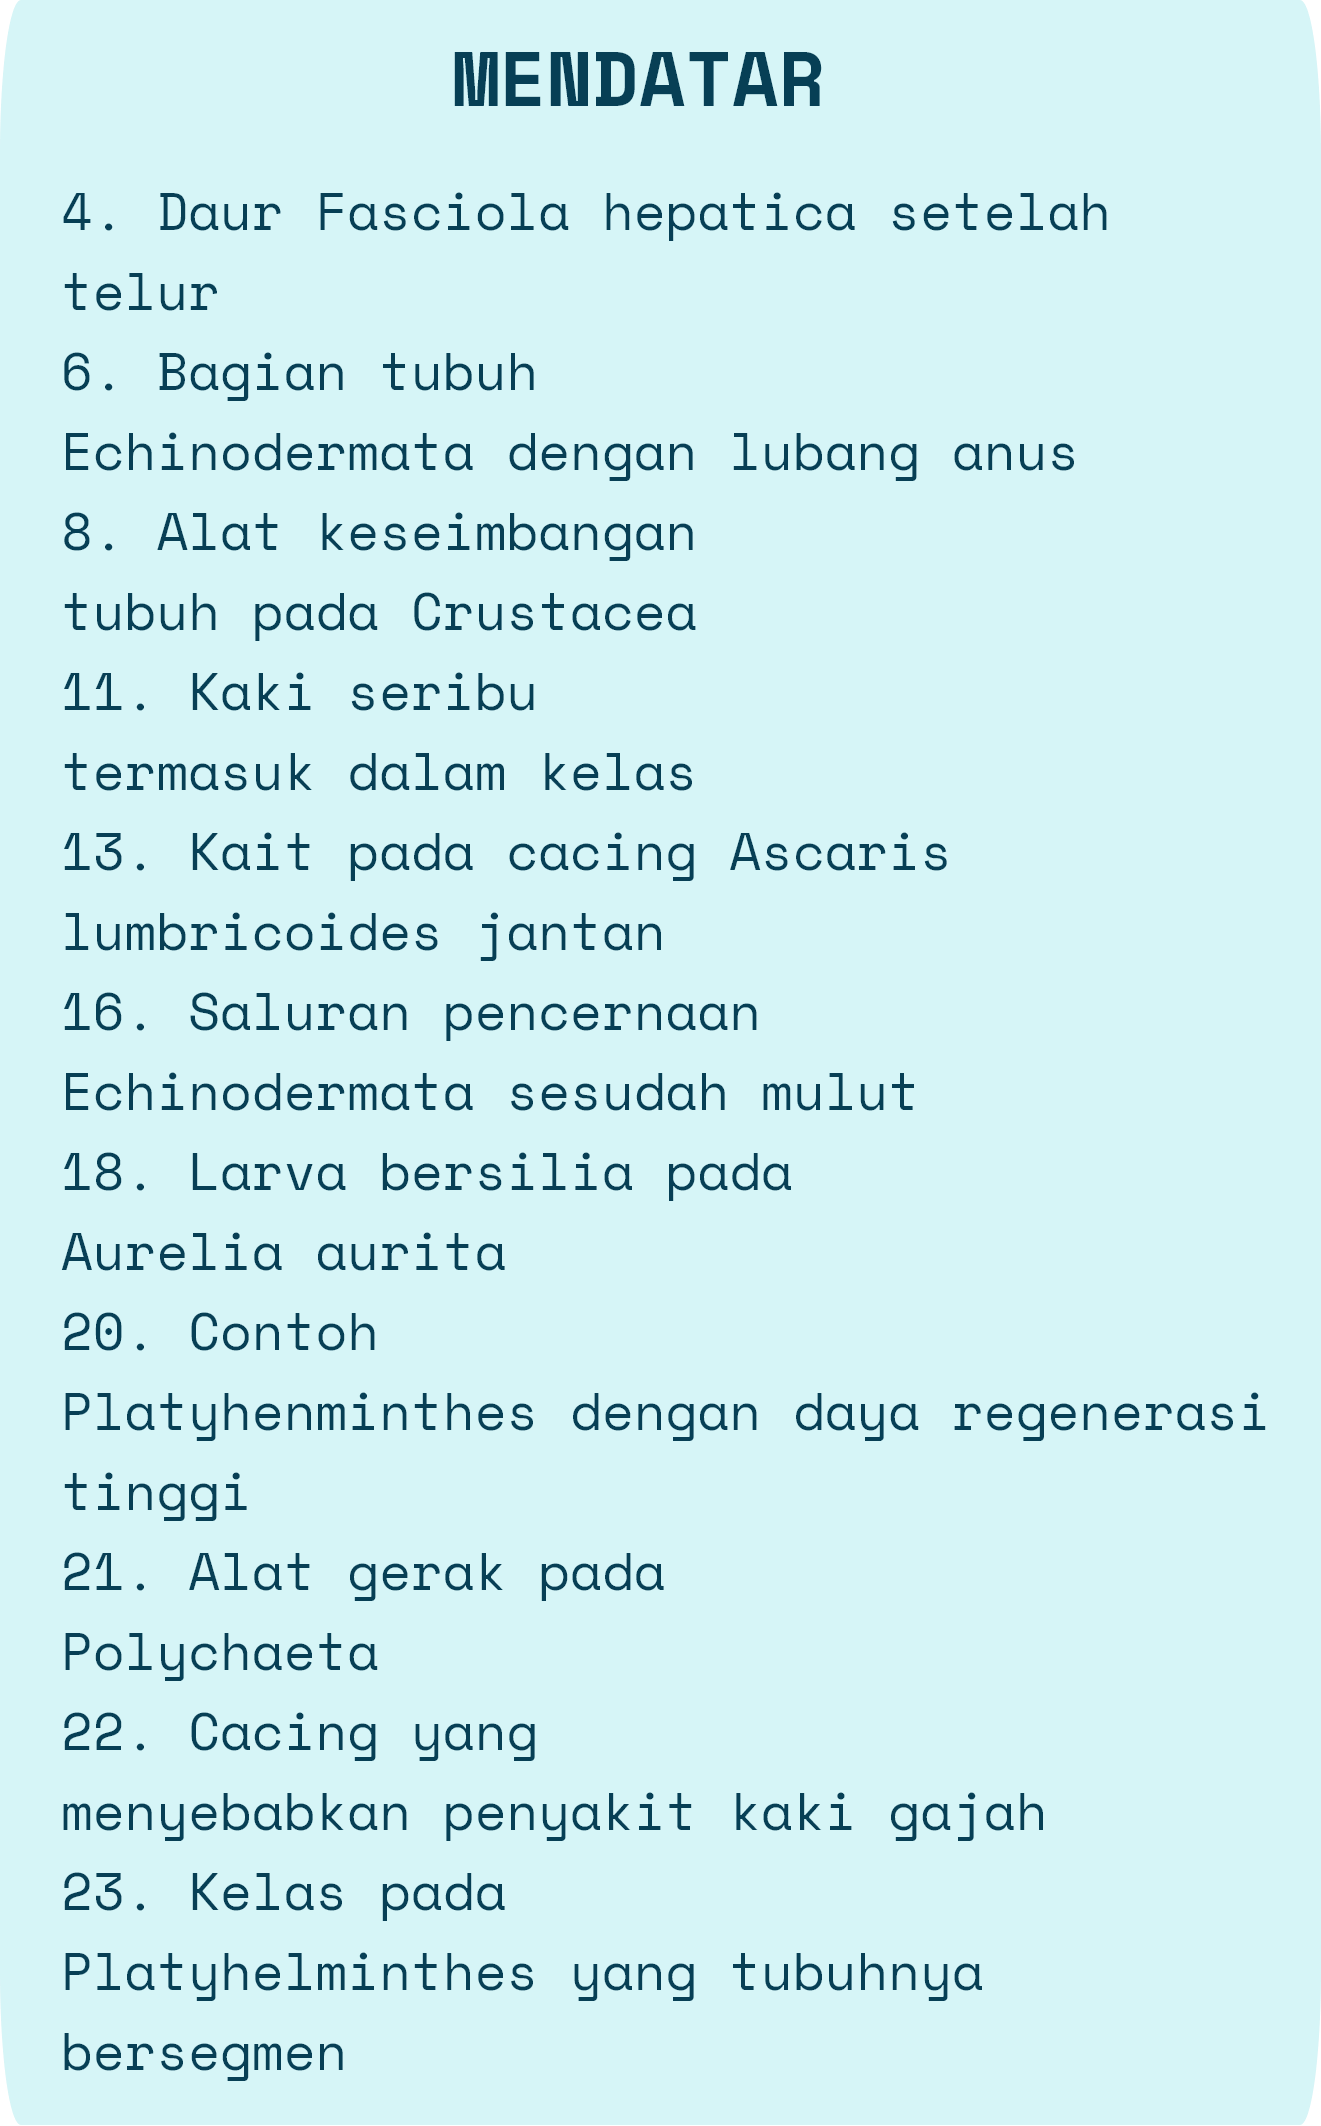 MENDATAR
4. Daur Fasciola hepatica setelah
telur
6. Bagian tubuh
Echinodermata dengan lubang anus
8. Alat keseimbangan
tubuh pada Crustacea
11. Kaki seribu
termasuk dalam kelas
13. Kait pada cacing Ascaris
lumbricoides jantan
16. Saluran pencernaan
Echinodermata sesudah mulut
18. Larva bersilia pada
Aurelia aurita
20. Contoh
Platyhenminthes dengan daya regenerasi
tinggi
21. Alat gerak pada
Polychaeta
22. Cacing yang
menyebabkan penyakit kaki gajah
23. Kelas pada
Platyhelminthes yang tubuhnya
bersegmen